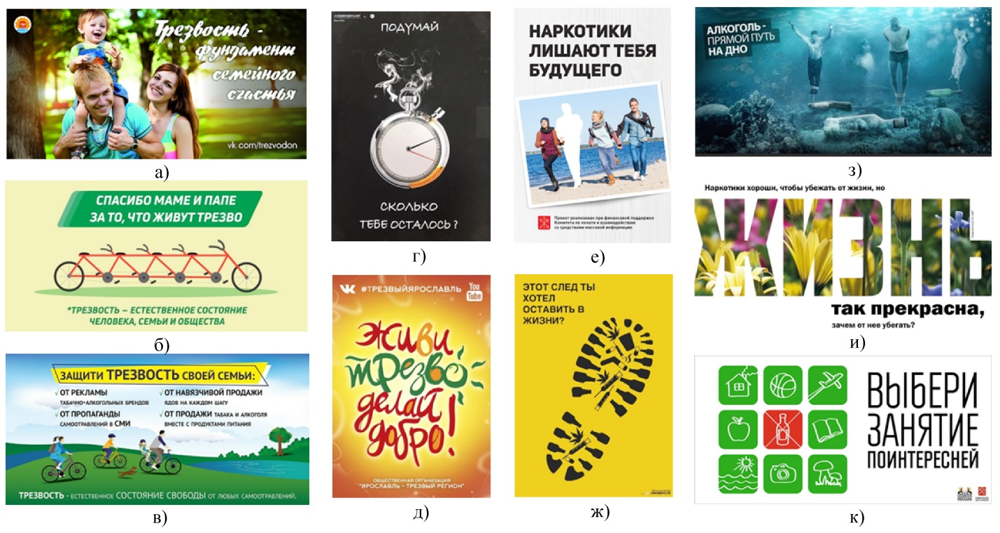 Трезвость -
фундамент
семейного
счастья
vk.com/trezvodon
а)
СПАСИБО МАМЕ И ПАПЕ
ЗА ТО, ЧТО ЖИВУТ ТРЕЗВО
*ТРЕЗВОСТЬ – ЕСТЕСТВЕННОЕ СОСТОЯНИЕ
ЧЕЛОВЕКА, СЕМЬИ И ОБЩЕСТВА
б)
ЗАЩИТИ ТРЕЗВОСТЬ СВОЕЙ СЕМЬИ:
√ ОТ РЕКЛАМЫ
ТАБАЧНО-АЛКОГОЛЬНЫХ БРЕНДОВ
√ ОТ ПРОПАГАНДЫ
САМООТРАВЛЕНИЙ В СМИ
√ ОТ НАВЯЗЧИВОЙ ПРОДАЖИ
ЯДОВ НА КАЖДОМ ШАГУ
√ ОТ ПРОДАЖИ ТАБАКА И АЛКОГОЛЯ
ВМЕСТЕ С ПРОДУКТАМИ ПИТАНИЯ
ТРЕЗВОСТЬ - ЕСТЕСТВЕННОЕ СОСТОЯНИЕ СВОБОДЫ ОТ ЛЮБЫХ САМООТРАВЛЕНИЙ.
в)
ПОДУМАЙ
СКОЛЬКО
ТЕБЕ ОСТАЛОСЬ ?
г)
#ТРЕЗВЫЙЯРОСЛАВЛЬ
You
Tube
Живи
трезво
делай
добро!
ОБЩЕСТВЕННАЯ ОРГАНИЗАЦИЯ
"ЯРОСЛАВЛЬ - ТРЕЗВЫЙ РЕГИОН"
д)
НАРКОТИКИ
ЛИШАЮТ ТЕБЯ
БУДУЩЕГО
Проект реализован при финансовой поддержке
Комитета по печати и взаимодействию
со средствами массовой информации
е)
ЭТОТ СЛЕД ТЫ
ХОТЕЛ
ОСТАВИТЬ В
ЖИЗНИ?
ж)
АЛКОГОЛЬ -
ПРЯМОЙ ПУТЬ
НА ДНО
з)
Наркотики хороши, чтобы убежать от жизни, но
ЖИЗНЬ
так прекрасна,
зачем от нее убегать?
и)
ВЫБЕРИ
ЗАНЯТИЕ
ПОИНТЕРЕСНЕЙ
к)